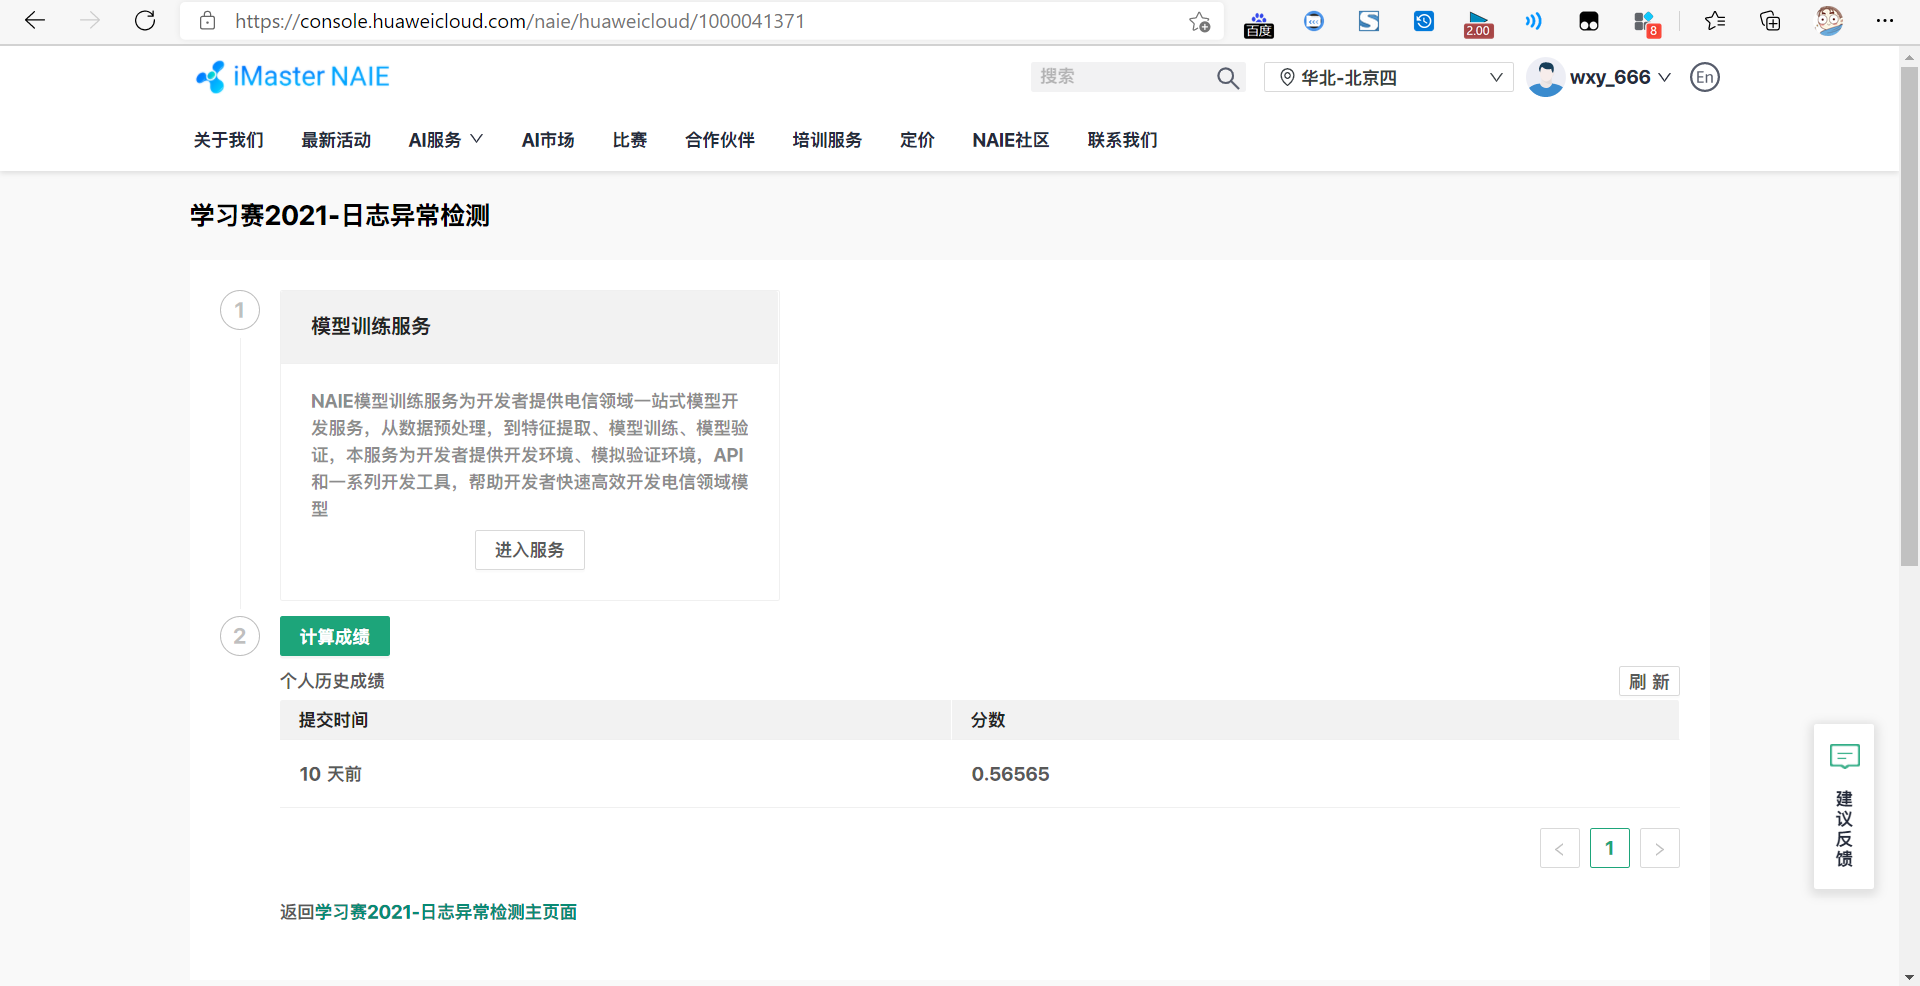 https://console.huaweicloud.com/naie/huaweicloud/1000041371
百度
2.00
8
iMaster NAIE
搜索
华北-北京四
wxy_666
En
关于我们
最新活动
AI服务
AI市场
比赛
合作伙伴
培训服务
定价
NAIE社区
联系我们
学习赛2021-日志异常检测
1
模型训练服务
NAIE模型训练服务为开发者提供电信领域一站式模型开
发服务，从数据预处理，到特征提取、模型训练、模型验
证，本服务为开发者提供开发环境、模拟验证环境，API
和一系列开发工具，帮助开发者快速高效开发电信领域模
型
进入服务
2
计算成绩
个人历史成绩
刷 新
提交时间
分数
10 天前
0.56565
<
1
>
建议反馈
返回学习赛2021-日志异常检测主页面